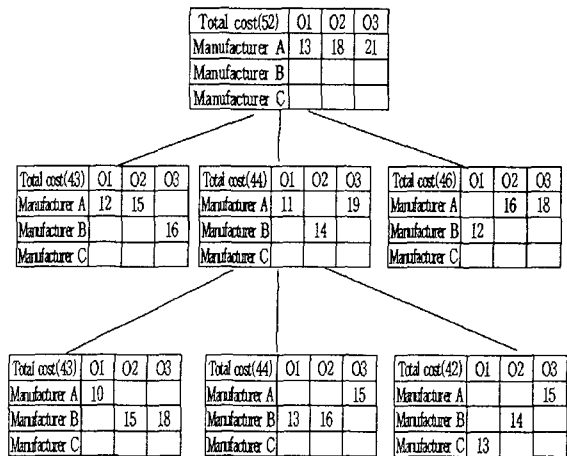 Total cost(52) O1 O2 O3
Manufacturer A 13 18 21
Manufacturer B
Manufacturer C
Total cost(43) O1 O2 O3
Manufacturer A 12 15
Manufacturer B 16
Manufacturer C
Total cost(44) O1 O2 O3
Manufacturer A 11 19
Manufacturer B 14
Manufacturer C
Total cost(46) O1 O2 O3
Manufacturer A 16 18
Manufacturer B 12
Manufacturer C
Total cost(43) O1 O2 O3
Manufacturer A 10
Manufacturer B 15 18
Manufacturer C
Total cost(44) O1 O2 O3
Manufacturer A 15
Manufacturer B 13 16
Manufacturer C
Total cost(42) O1 O2 O3
Manufacturer A 15
Manufacturer B 14
Manufacturer C 13